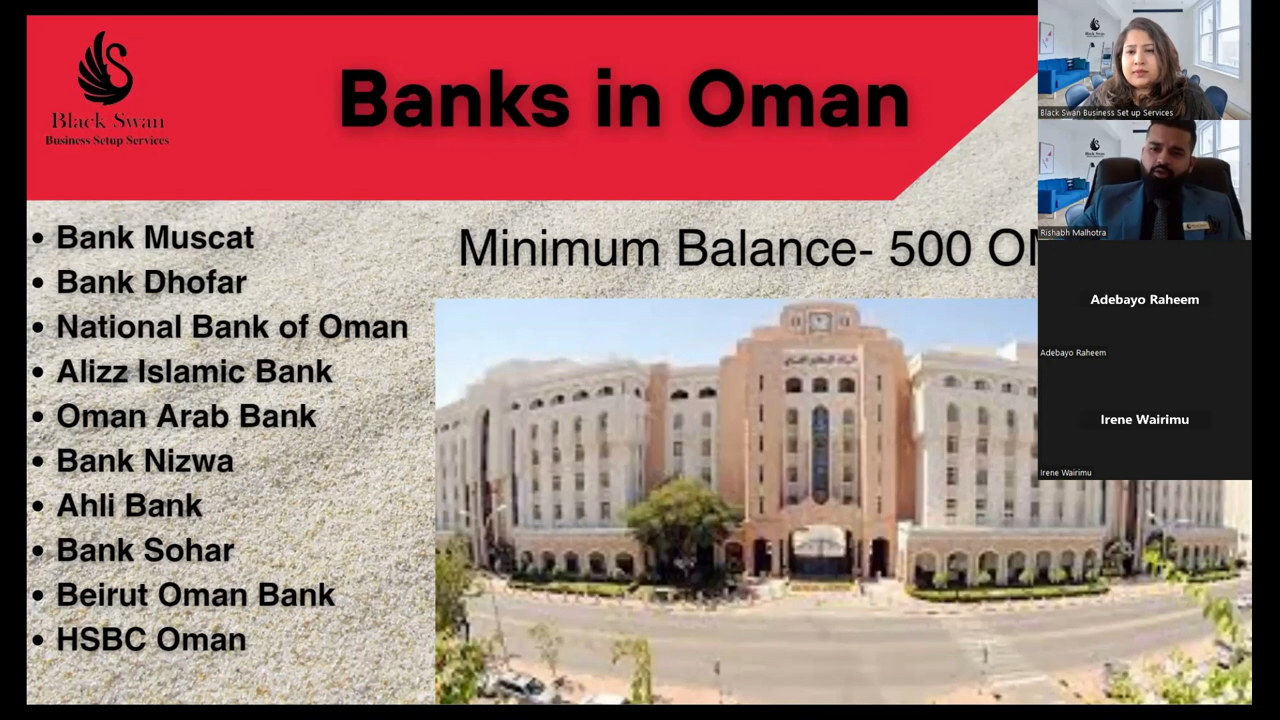 Black Swan
Business Setup Services
Banks in Oman
• Bank Muscat
• Bank Dhofar
• National Bank of Oman
• Alizz Islamic Bank
• Oman Arab Bank
• Bank Nizwa
• Ahli Bank
• Bank Sohar
• Beirut Oman Bank
• HSBC Oman
Minimum Balance- 500 O
Black Swan Business Set up Services
Rishabh Malhotra
Adebayo Raheem
Adebayo Raheem
Irene Wairimu
Irene Wairimu